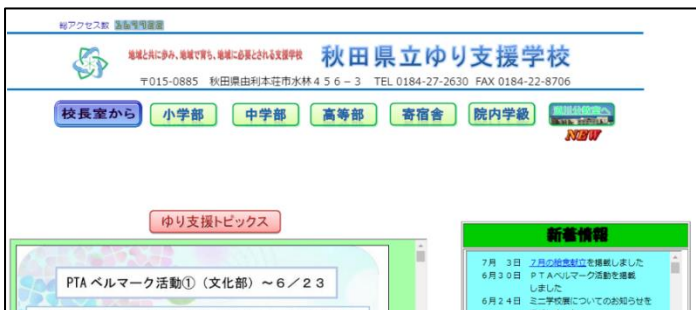 総アクセス数
地域と共に歩み、地域で育ち、地域に必要とされる支援学校 秋田県立ゆり支援学校
〒015-0885 秋田県由利本荘市水林456-3 TEL 0184-27-2630 FAX 0184-22-8706
校長室から 小学部 中学部 高等部 寄宿舎 院内学級
NEW
ゆり支援トピックス
新着情報
PTAベルマーク活動①(文化部)~6/23
7月 3日 7月の給食献立を掲載しました
6月30日 PTAベルマーク活動を掲載
しました
6月24日 ミニ学校展についてのお知らせを